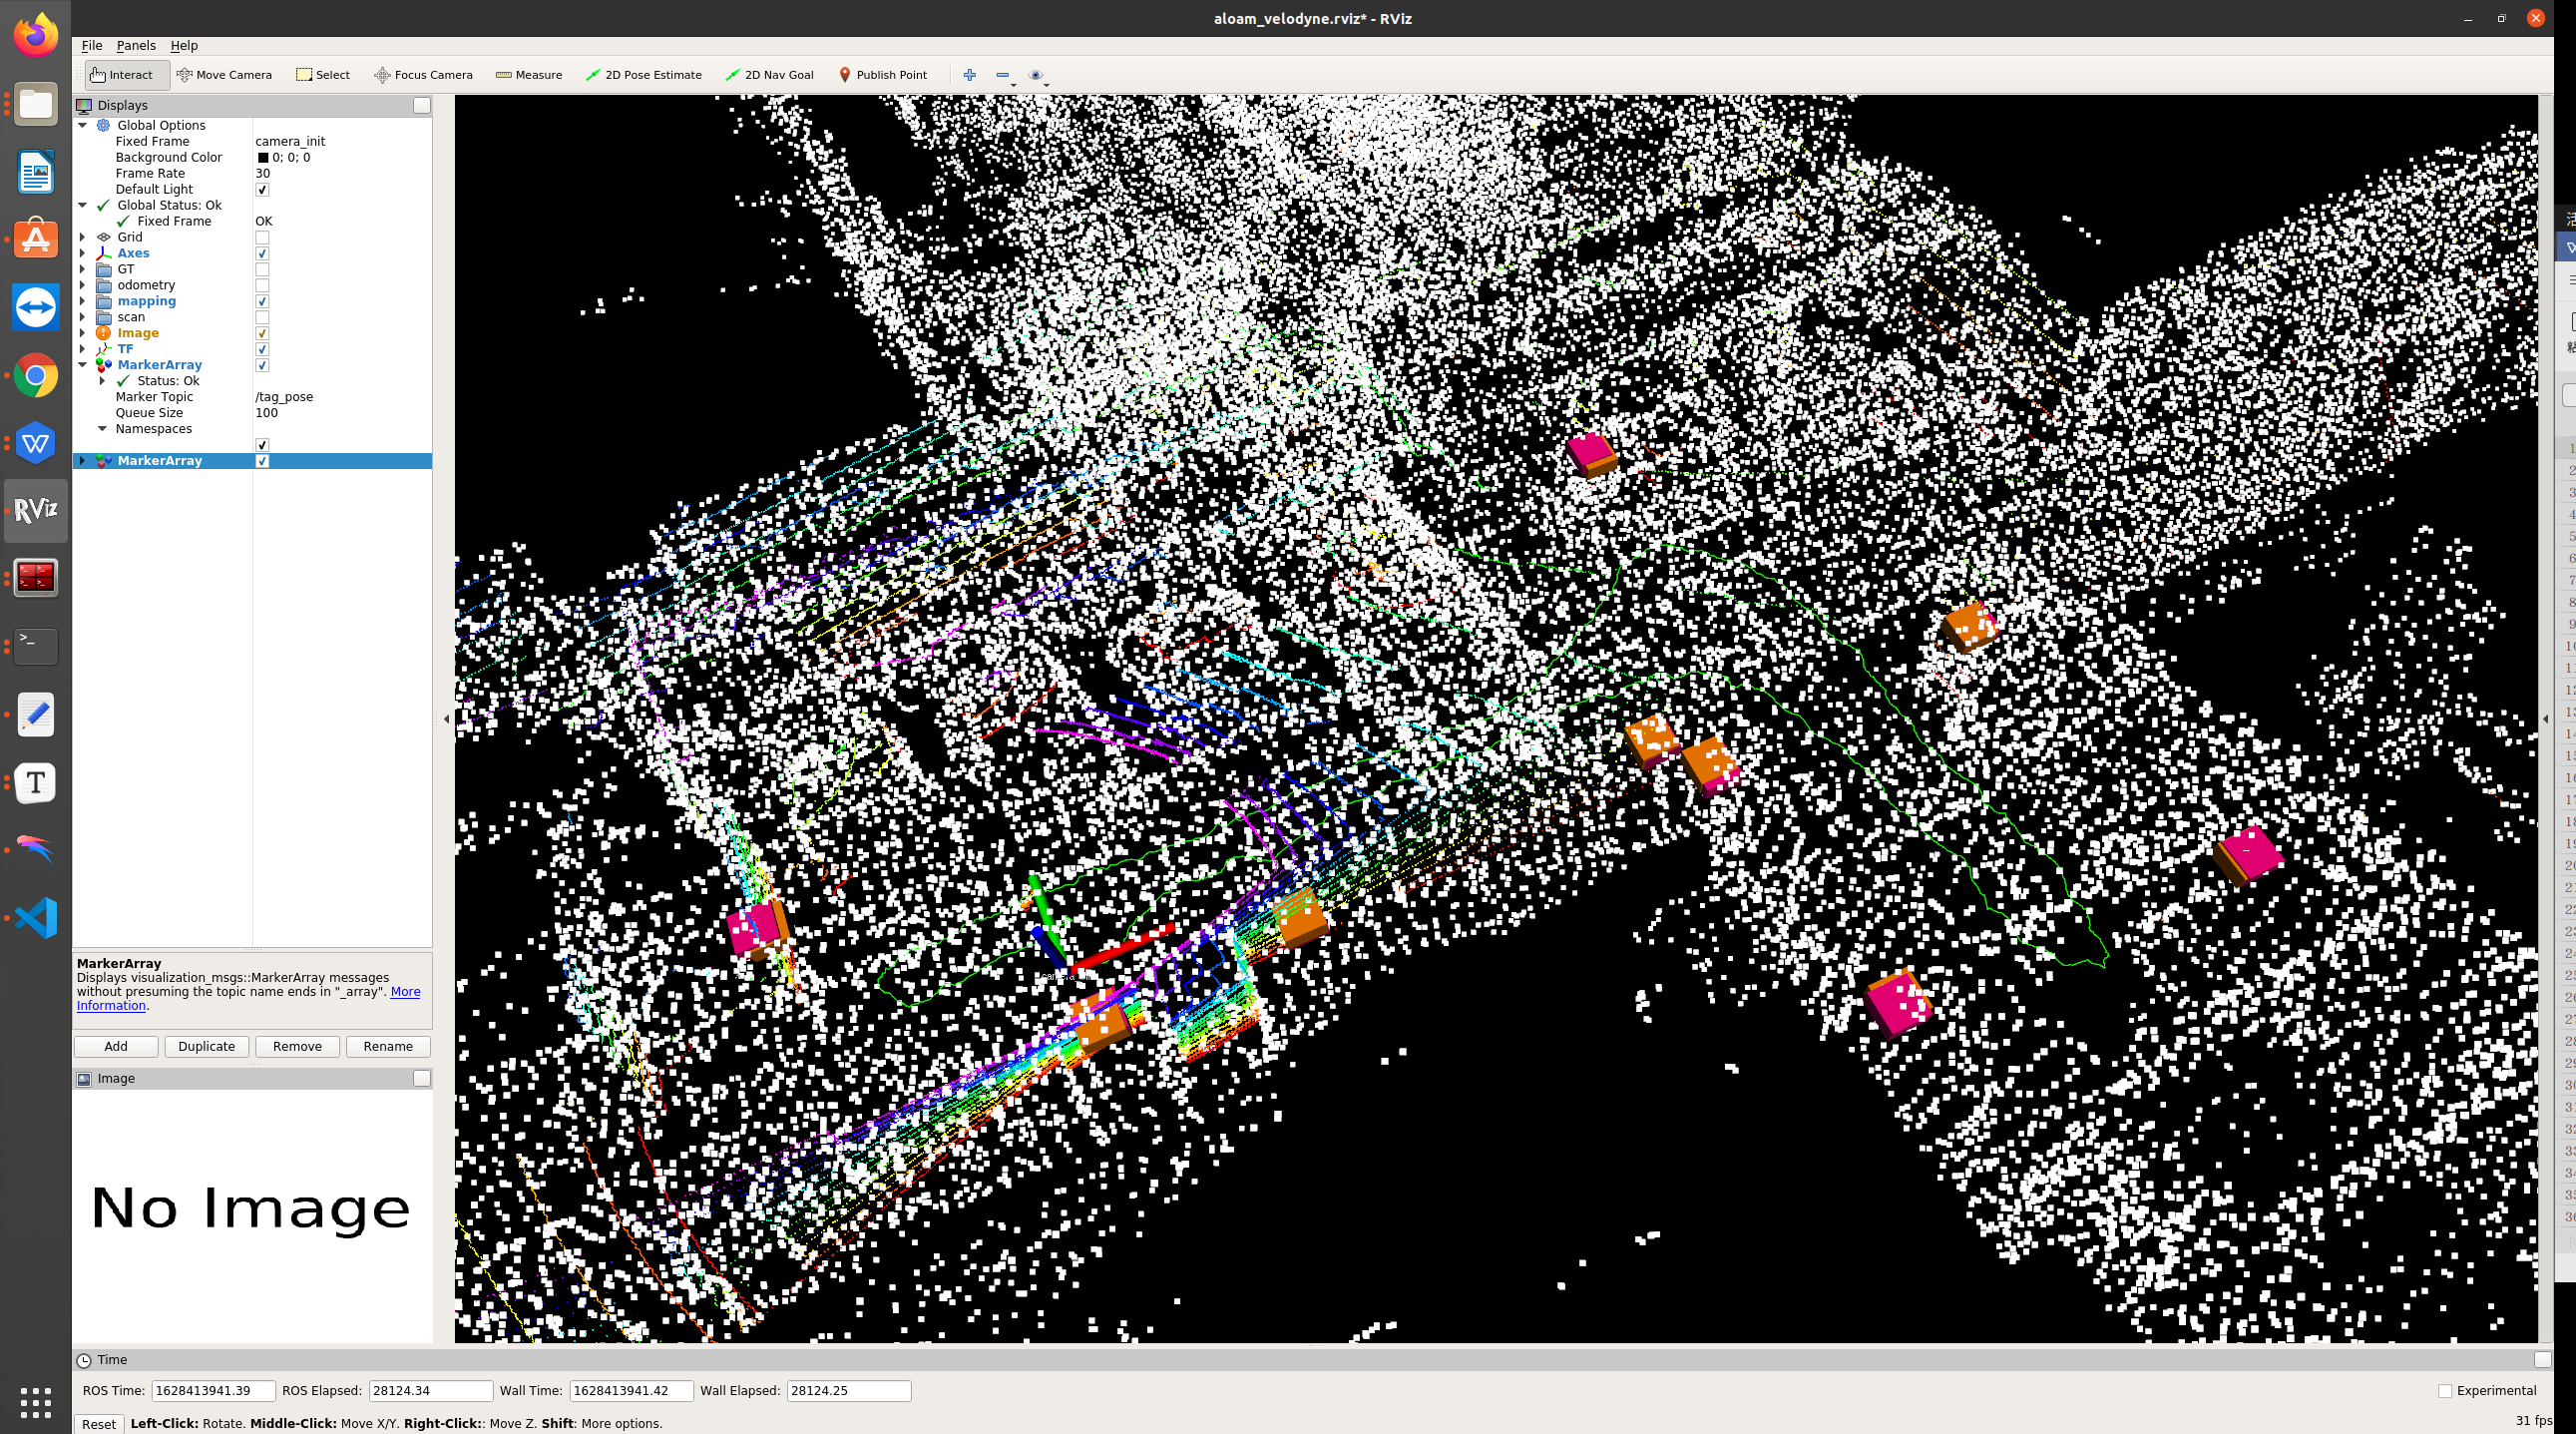 aloam_velodyne.rviz* - RViz
File Panels Help
Interact Move Camera Select Focus Camera Measure 2D Pose Estimate 2D Nav Goal Publish Point
Displays
Global Options
Fixed Frame camera_init
Background Color 0; 0; 0
Frame Rate 30
Default Light
Global Status: Ok
Fixed Frame OK
Grid
Axes
GT
odometry
mapping
scan
Image
TF
MarkerArray
Status: Ok
Marker Topic /tag_pose
Queue Size 100
Namespaces
MarkerArray
RViz
MarkerArray
Displays visualization_msgs::MarkerArray messages
without presuming the topic name ends in "_array". More
Information.
Add Duplicate Remove Rename
Image
No Image
Time
ROS Time: 1628413941.39 ROS Elapsed: 28124.34 Wall Time: 1628413941.42 Wall Elapsed: 28124.25 Experimental
Reset Left-Click: Rotate. Middle-Click: Move X/Y. Right-Click:: Move Z. Shift: More options. 31 fps